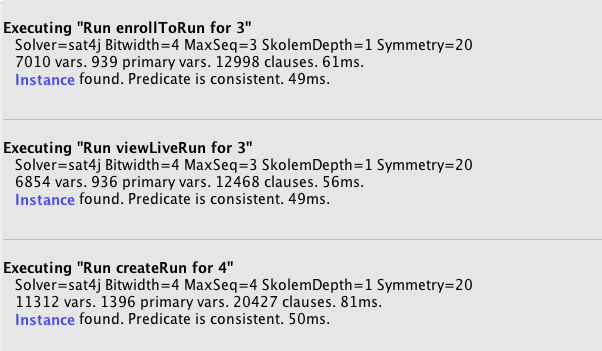 Executing "Run enrollToRun for 3"
Solver=sat4j Bitwidth=4 MaxSeq=3 SkolemDepth=1 Symmetry=20
7010 vars. 939 primary vars. 12998 clauses. 61ms.
Instance found. Predicate is consistent. 49ms.
Executing "Run viewLiveRun for 3"
Solver=sat4j Bitwidth=4 MaxSeq=3 SkolemDepth=1 Symmetry=20
6854 vars. 936 primary vars. 12468 clauses. 56ms.
Instance found. Predicate is consistent. 49ms.
Executing "Run createRun for 4"
Solver=sat4j Bitwidth=4 MaxSeq=4 SkolemDepth=1 Symmetry=20
11312 vars. 1396 primary vars. 20427 clauses. 81ms.
Instance found. Predicate is consistent. 50ms.